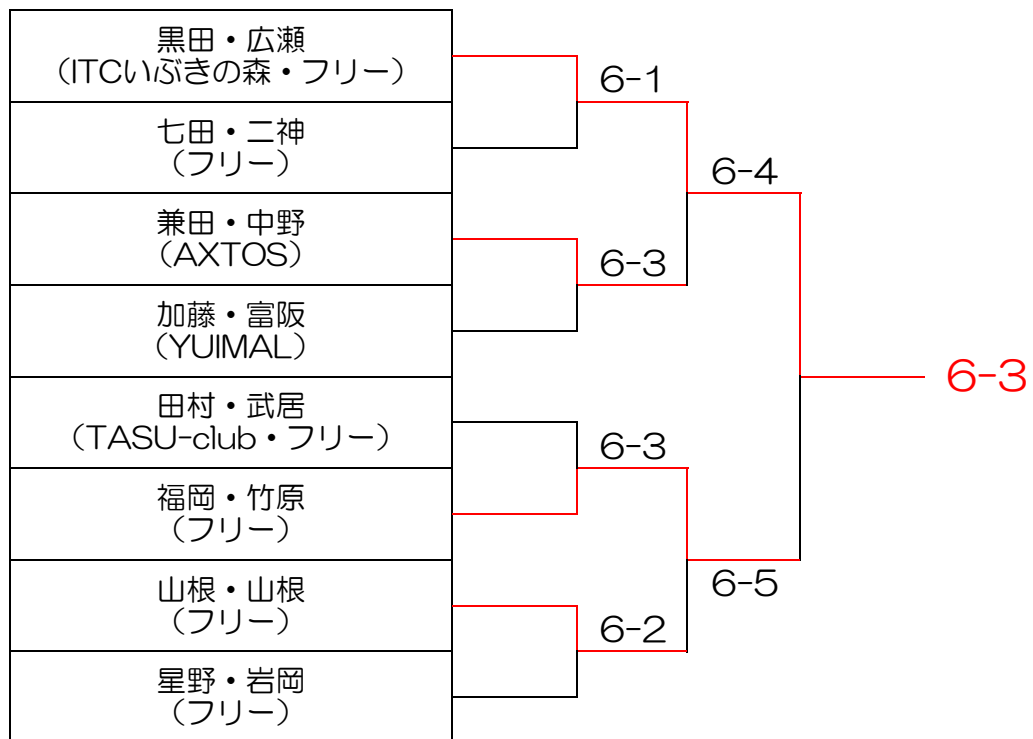 黒田・広瀬
（ITCいぶきの森・フリー）
七田・二神
（フリー）
兼田・中野
（AXTOS）
加藤・富阪
（YUIMAL）
田村・武居
（TASU-club・フリー）
福岡・竹原
（フリー）
山根・山根
（フリー）
星野・岩岡
（フリー）
6-1
6-3
6-3
6-2
6-4
6-5
6-3